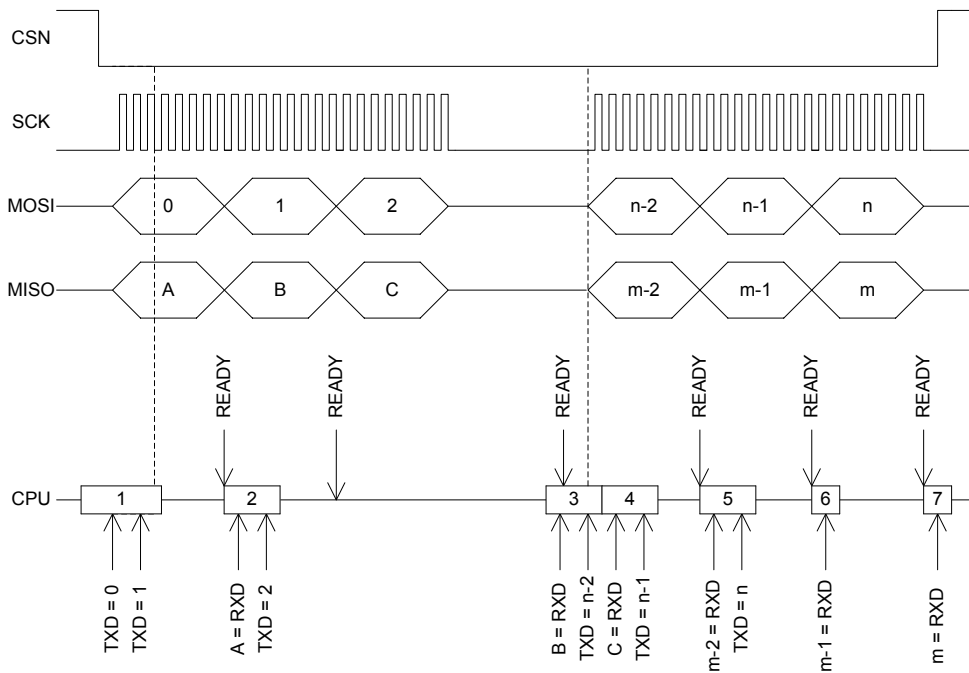 CSN
SCK
MOSI
0
1
2
n-2
n-1
n
MISO
A
B
C
m-2
m-1
m
READY
READY
READY
READY
READY
READY
CPU
1
2
3
4
5
6
7
TXD = 0
TXD = 1
A = RXD
TXD = 2
B = RXD
TXD = n-2
C = RXD
TXD = n-1
m-2 = RXD
TXD = n
m-1 = RXD
m = RXD